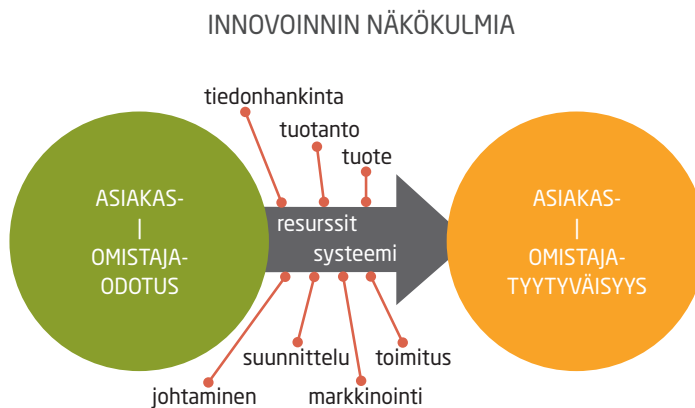 INNOVOINNIN NÄKÖKULMIA
tiedonhankinta
tuotanto
tuote
ASIAKAS-
|
OMISTAJA-
ODOTUS
resurssit
systeemi
ASIAKAS-
|
OMISTAJA-
TYYTYVÄISYYS
suunnittelu
toimitus
johtaminen
markkinointi